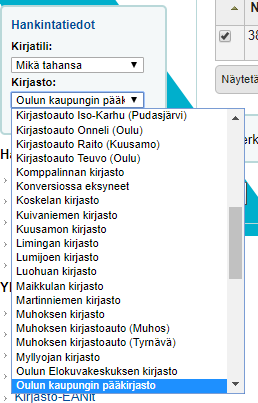 Hankintatiedot
Kirjatili:
Mikä tahansa
Kirjasto:
Oulun kaupungin pääk
Kirjastoauto Iso-Karhu (Pudasjärvi)
Kirjastoauto Onneli (Oulu)
Kirjastoauto Raito (Kuusamo)
Kirjastoauto Teuvo (Oulu)
Komppalinnan kirjasto
Konversiossa eksyneet
Koskelan kirjasto
Kuivaniemen kirjasto
Kuusamon kirjasto
Limingan kirjasto
Lumijoen kirjasto
Luohuan kirjasto
Maikkulan kirjasto
Martinniemen kirjasto
Muhoksen kirjasto
Muhoksen kirjastoauto (Muhos)
Muhoksen kirjastoauto (Tyrnävä)
Myllyojan kirjasto
Oulun Elokuvakeskuksen kirjasto
Oulun kaupungin pääkirjasto
Kirjasto-EANit
N
38
Näytetä